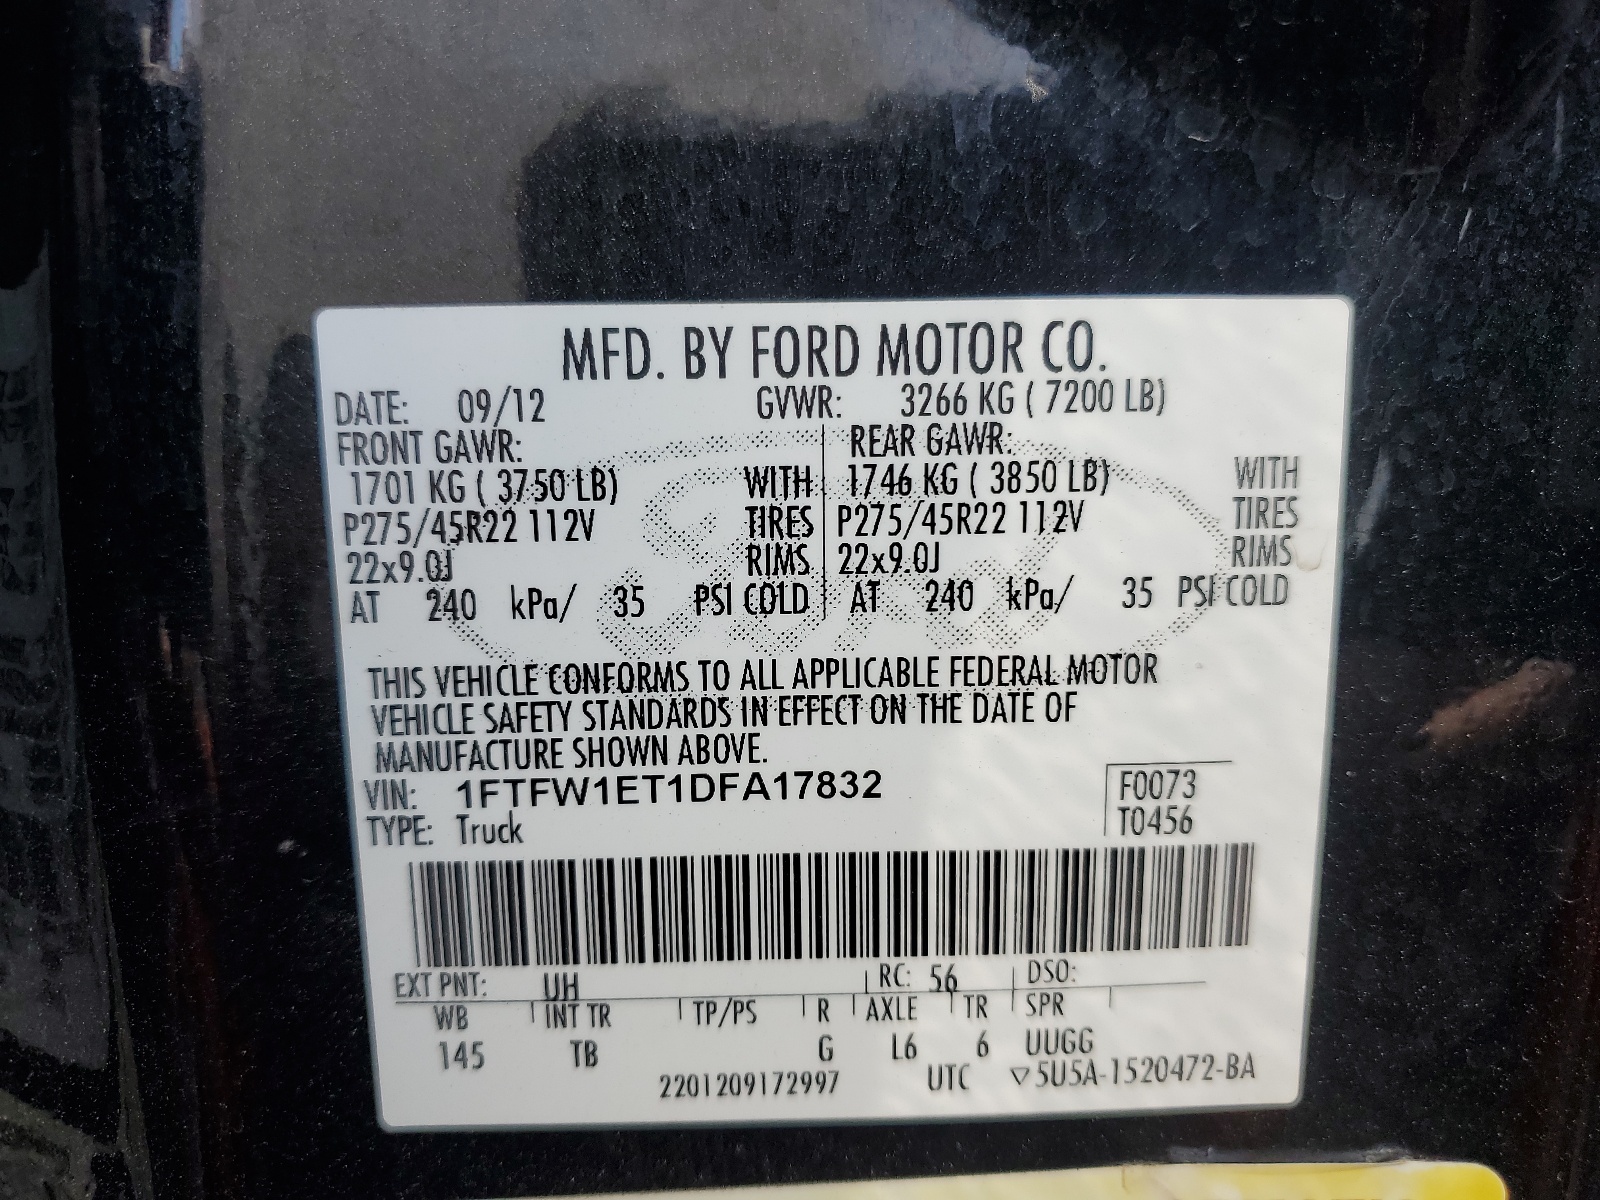 MFD. BY FORD MOTOR CO.
DATE: 09/12 GVWR: 3266 KG ( 7200 LB)
FRONT GAWR: REAR GAWR:
1701 KG ( 3750 LB) WITH 1746 KG ( 3850 LB) WITH
P275/45R22 112V TIRES P275/45R22 112V TIRES
22x9.0J RIMS 22x9.0J RIMS
AT 240 kPa/ 35 PSI COLD AT 240 kPa/ 35 PSI COLD
THIS VEHICLE CONFORMS TO ALL APPLICABLE FEDERAL MOTOR
VEHICLE SAFETY STANDARDS IN EFFECT ON THE DATE OF
MANUFACTURE SHOWN ABOVE.
VIN: 1FTFW1ET1DFA17832 F0073
TYPE: Truck T0456
EXT PNT: UH RC: 56 DSO:
WB INT TR TP/PS R AXLE TR SPR
145 TB G L6 6 UUGG
2201209172997 UTC ▽5U5A-1520472-BA